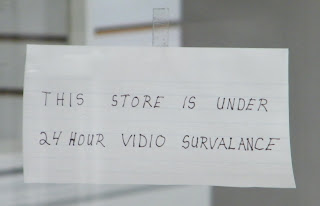 THIS STORE IS UNDER
24 HOUR VIDIO SURVALANCE